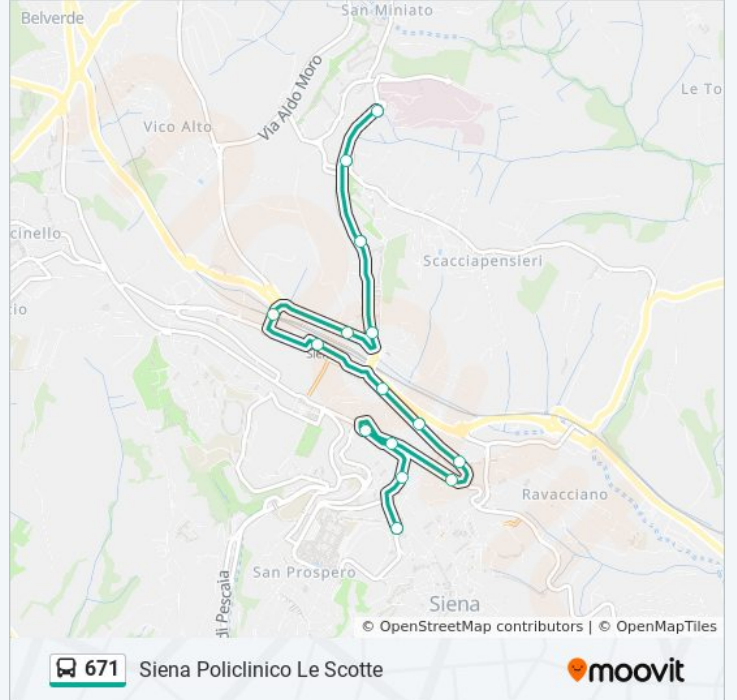 San Miniato
Belverde
Le To
Via Aldo Moro
Vico Alto
cinello
Scacciapensieri
io
Sie
Ravacciano
San Prospero
di Pescaia
Siena
© OpenStreetMap contributors | © OpenMapTiles
671 Siena Policlinico Le Scotte
moovit